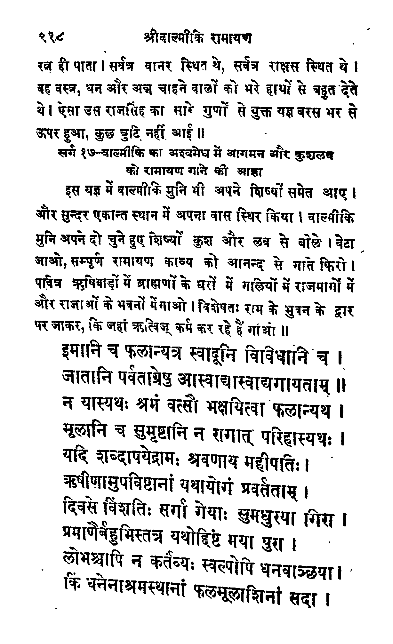 ९१८ श्रीवाल्मीकि रामायण
रत्न ही पाता। सर्वत्र वानर स्थित थे, सर्वत्र राक्षस स्थित थे।
वह वस्त्र, धन और अन्न चाहने वालों को भरे हाथों से बहुत देते
थे। ऐसा उस राजसिंह का सारे गुणों से युक्त यज्ञ बरस भर से
ऊपर हुआ, कुछ त्रुटि नहीं आई॥
सर्ग १७-वाल्मीकि का अश्वमेध में आगमन और कुशलव
को रामायण गाने की आज्ञा
इस यज्ञ में वाल्मीकि मुनि भी अपने शिष्यों समेत आए।
और सुन्दर एकान्त स्थान में अपना वास स्थिर किया। वाल्मीकि
मुनि अपने दो चुने हुए शिष्यों कुश और लव से बोले। बेटा
जाओ, सम्पूर्ण रामायण काव्य को आनन्द से गाते फिरो।
पवित्र ऋषिवाड़ों में ब्राह्मणों के घरों में गलियों में राजमार्गों में
और राजाओं के भवनों में गाओ। विशेषतः राम के भुवन के द्वार
पर जाकर, कि जहां ऋत्विज् कर्म कर रहे हैं गाओ॥
इमानि च फलान्यत्र स्वादूनि विविधानि च।
जातानि पर्वताग्रेषु आस्वाद्यास्वाद्यगायताम्॥
न यास्यथः श्रमं वत्सौ भक्षयित्वा फलान्यथ।
मूलानि च सुमृष्टानि न रागात् परिहास्यथः।
यदि शब्दापयेद्रामः श्रवणाय महीपतिः।
ऋषीणामुपविष्टानां यथायोगं प्रवर्तताम्।
दिवसे विंशतिः सर्गा गेयाः सुमधुरया गिरा।
प्रमाणैर्बहुभिस्तत्र यथोद्दिष्टं मया पुरा।
लोभश्चापि न कर्तव्यः स्वल्पोपि धनवाञ्छया।
किं धनेनाश्रमस्थानां फलमूलाशिनां सदा।